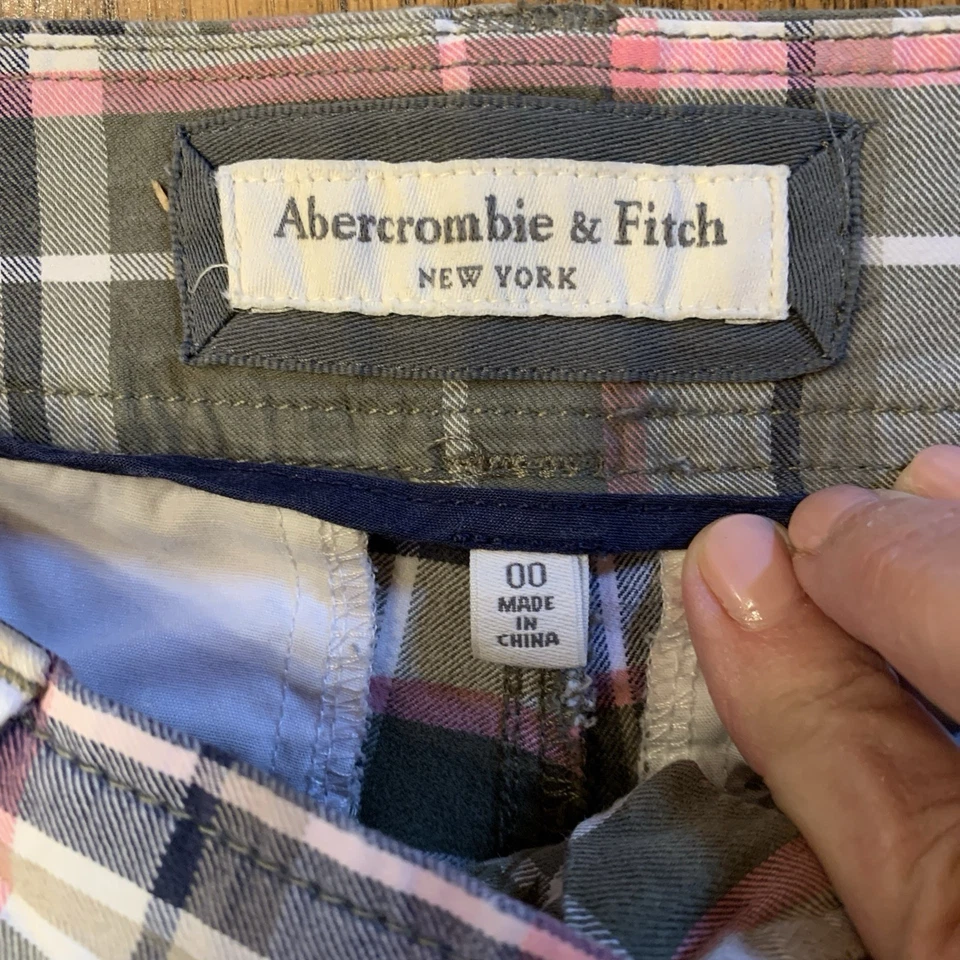 Abercrombie & Fitch
NEW YORK
00
MADE
IN
CHINA